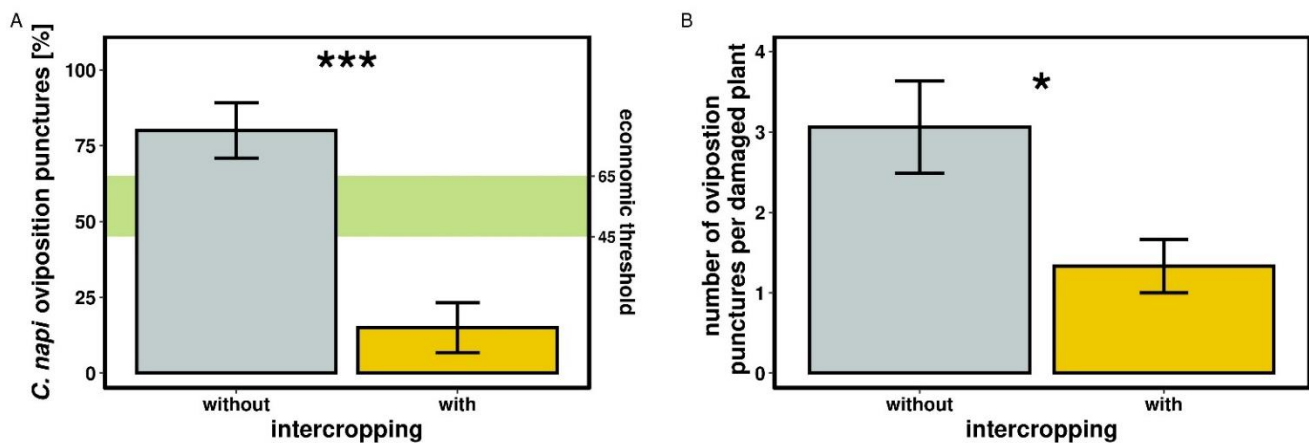 A
C. napi oviposition punctures [%]
100
75
50
25
0
***
65
45
econnomic threshold
without
with
intercropping
B
number of ovipostion
punctures per damaged plant
4
3
2
1
0
*
without
with
intercropping